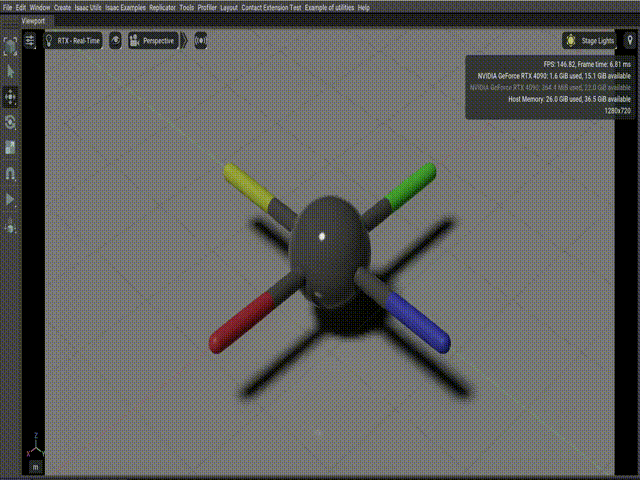 File Edit Window Create Isaac Utils Isaac Examples Replicator Tools Profiler Layout Contact Extension Test Example of utilities Help
Viewport
RTX - Real-Time Perspective Stage Lights
FPS: 146.82, Frame time: 6.81 ms
NVIDIA GeForce RTX 4090: 1.6 GiB used, 15.1 GiB available
NVIDIA GeForce RTX 4090: 364.4 MiB used, 22.0 GiB available
Host Memory: 26.0 GiB used, 36.5 GiB available
1280x720
Z
X Y
m